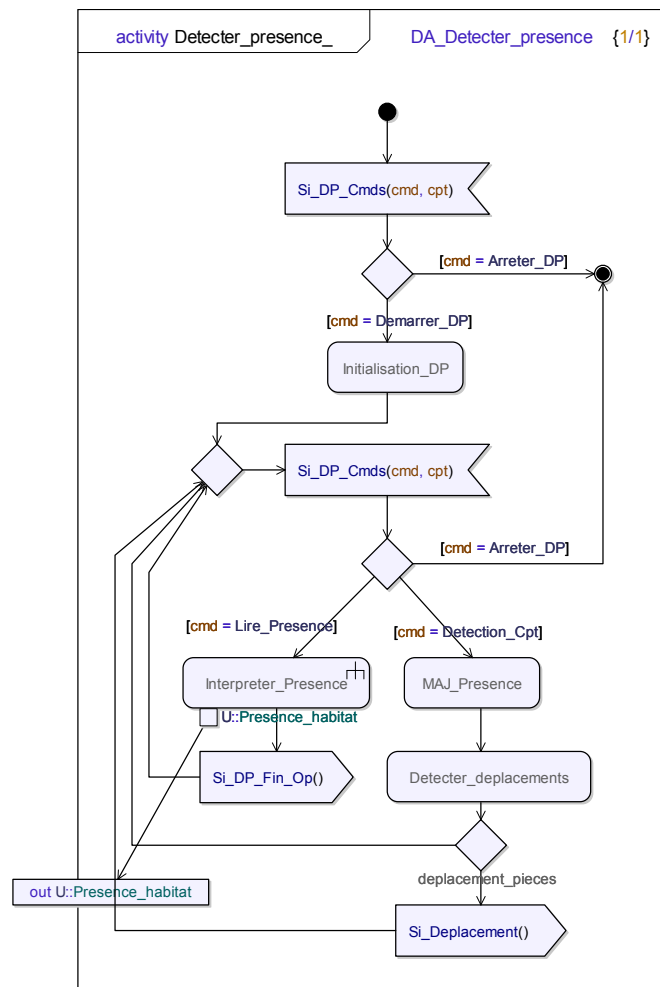 activity Detecter_presence_
DA_Detecter_presence {1/1}
Si_DP_Cmds(cmd, cpt)
[cmd = Arreter_DP]
[cmd = Demarrer_DP]
Initialisation_DP
Si_DP_Cmds(cmd, cpt)
[cmd = Arreter_DP]
[cmd = Lire_Presence]
[cmd = Detection_Cpt]
Interpreter_Presence
MAJ_Presence
U::Presence_habitat
Si_DP_Fin_Op()
Detecter_deplacements
deplacement_pieces
out U::Presence_habitat
Si_Deplacement()